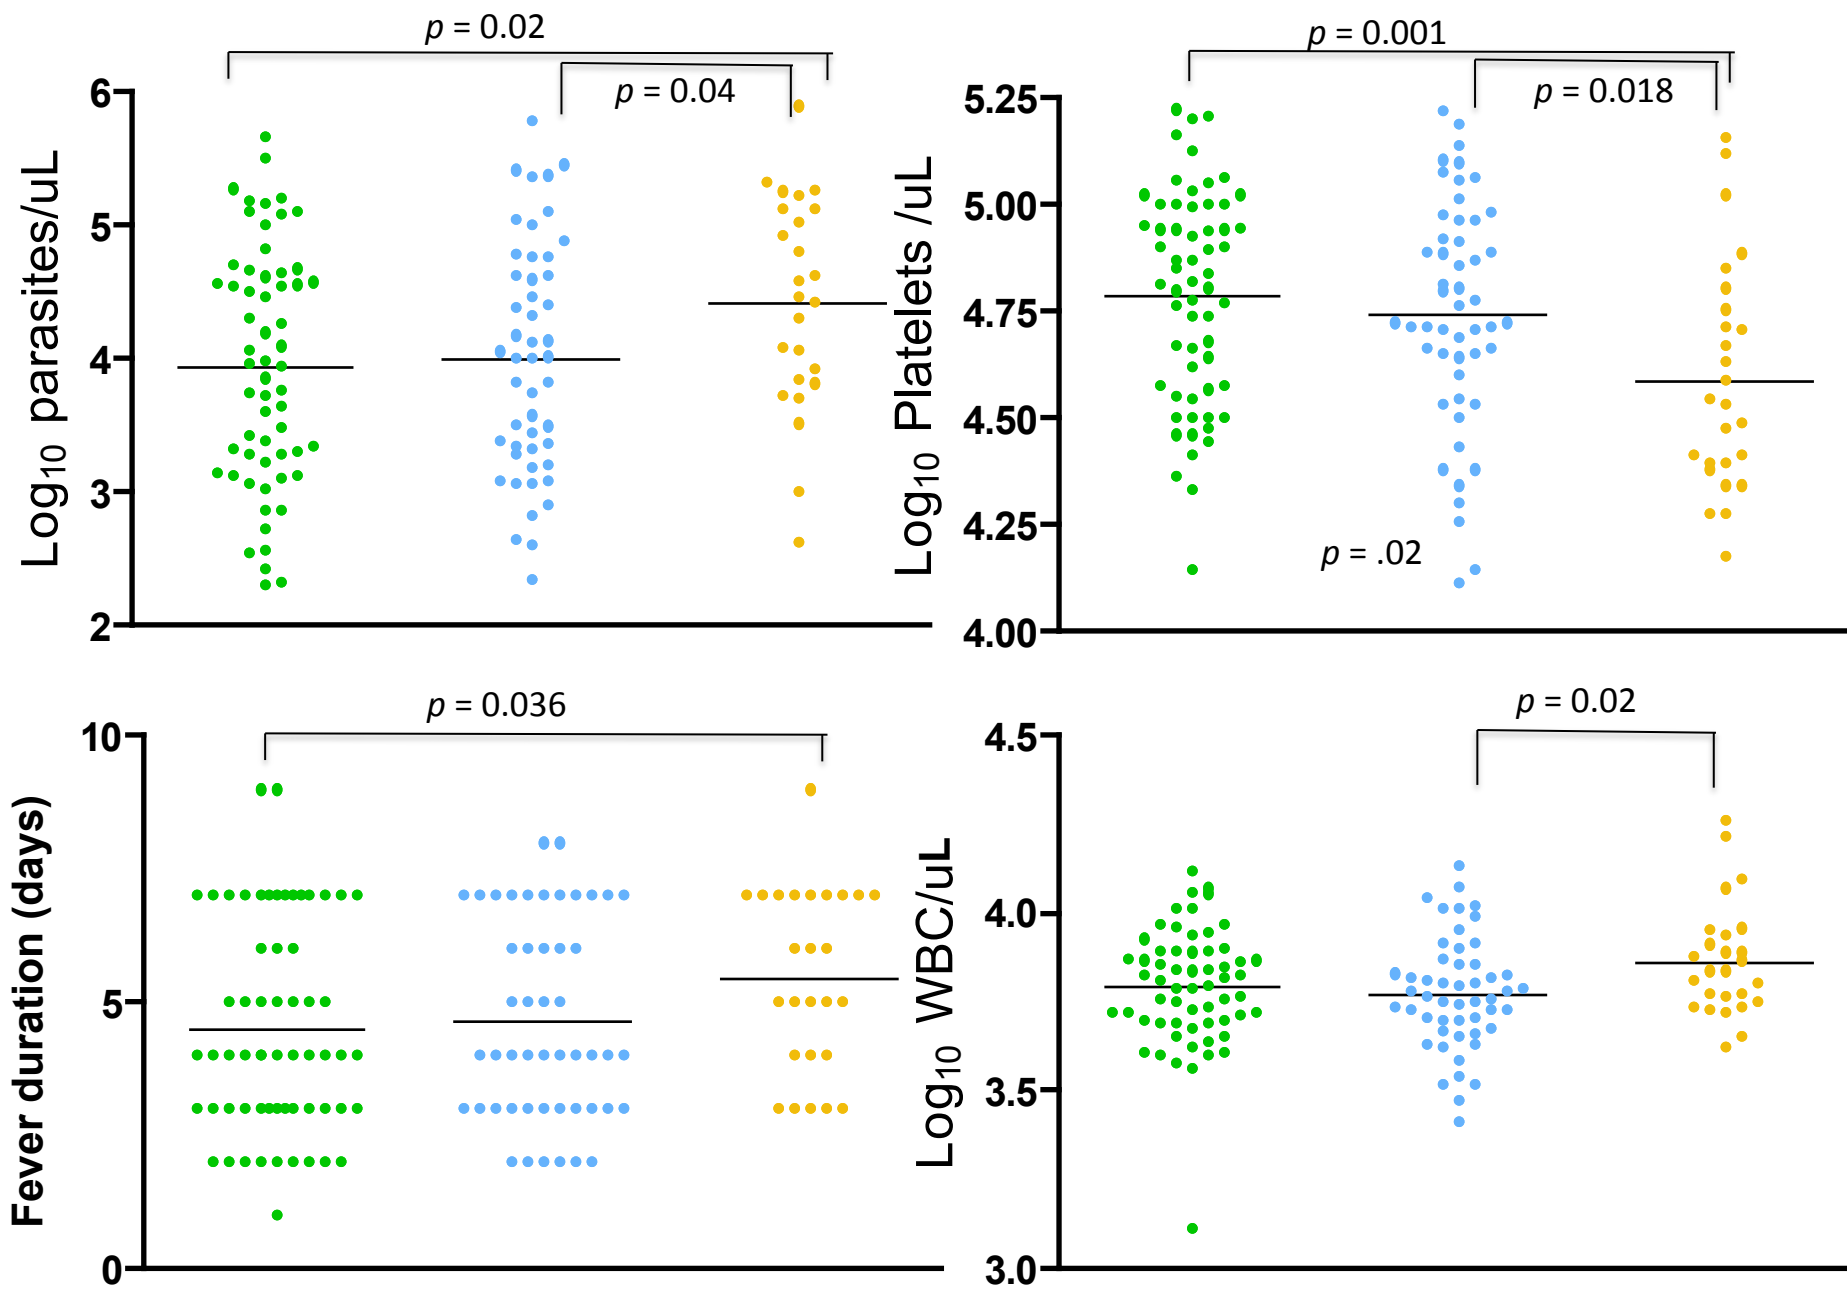 p = 0.02
p = 0.04
6
5
4
3
2
Log10 parasites/uL
p = 0.001
p = 0.018
5.25
5.00
4.75
4.50
4.25
4.00
Log10 Platelets /uL
p = .02
p = 0.036
10
5
0
Fever duration (days)
p = 0.02
4.5
4.0
3.5
3.0
Log10 WBC/uL